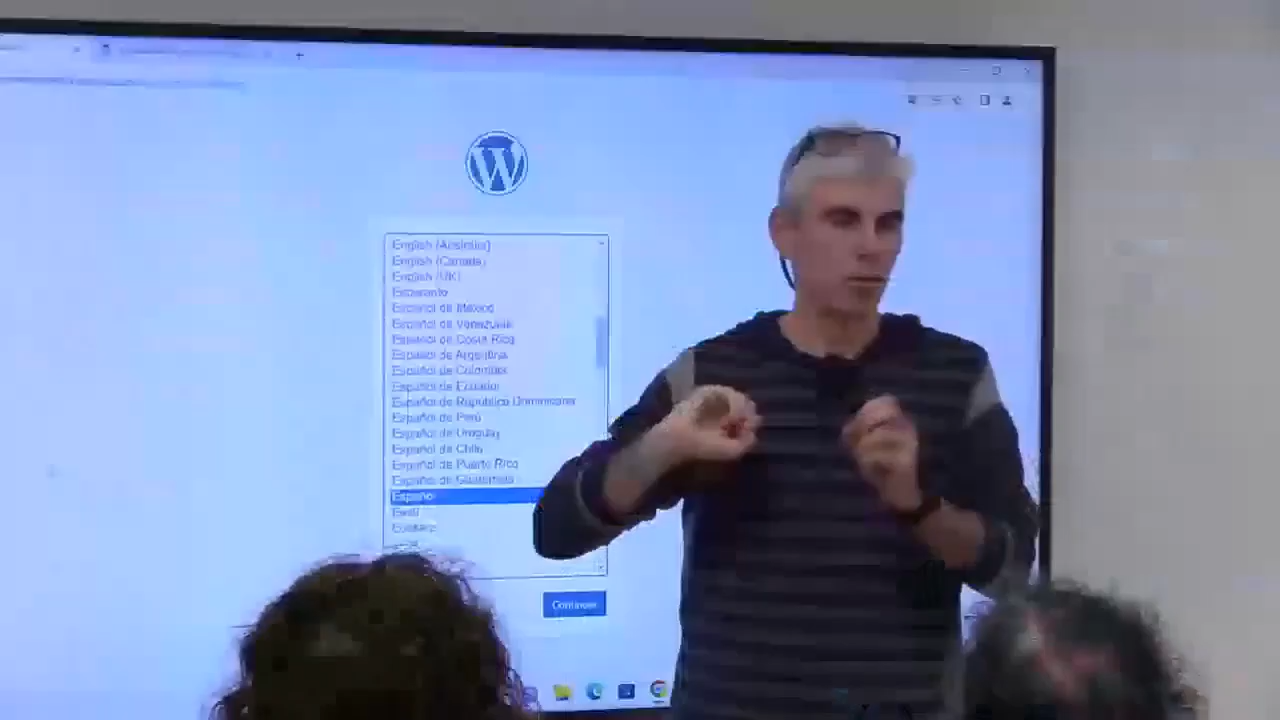 W
English (Australia)
English (Canada)
English (UK)
Esperanto
Español de México
Español de Venezuela
Español de Costa Rica
Español de Argentina
Español de Colombia
Español de Ecuador
Español de República Dominicana
Español de Perú
Español de Uruguay
Español de Chile
Español de Puerto Rico
Español de Guatemala
Español
Eesti
Euskara
Continuar